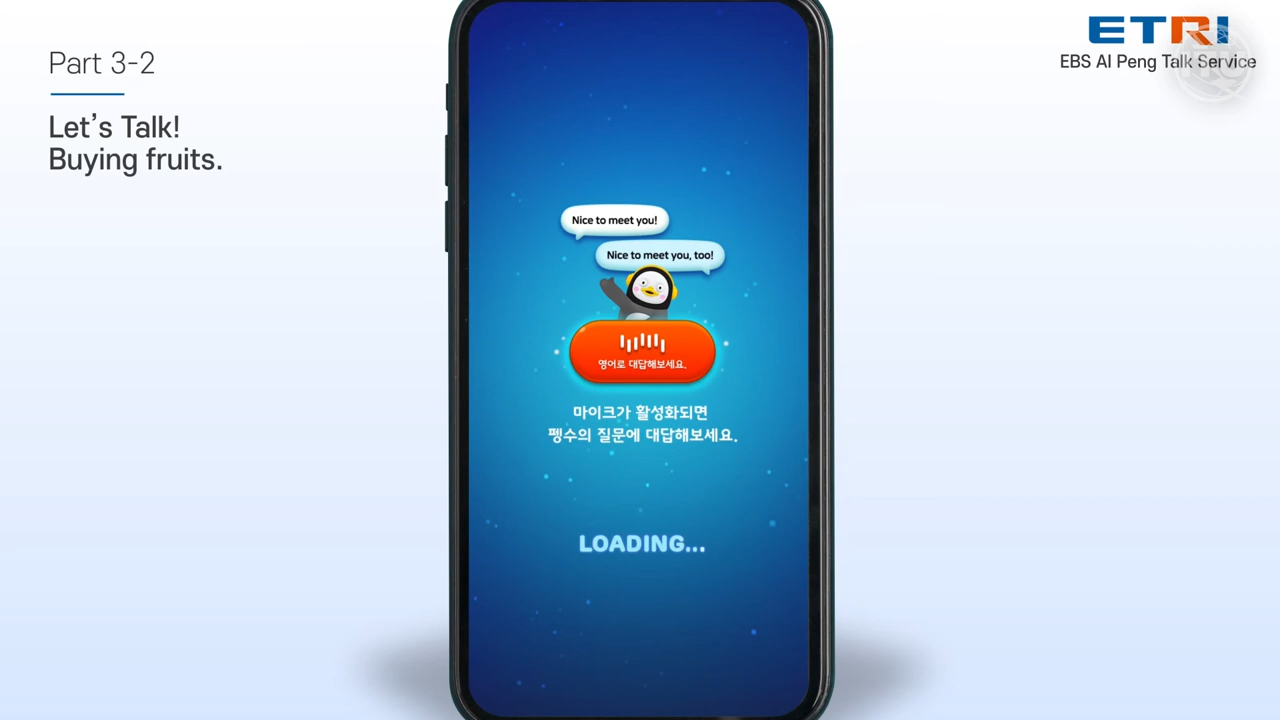 Part 3-2
Let's Talk!
Buying fruits.
ETRI
EBS AI Peng Talk Service
Nice to meet you!
Nice to meet you, too!
영어로 대답해보세요.
마이크가 활성화되면
펭수의 질문에 대답해보세요.
LOADING...